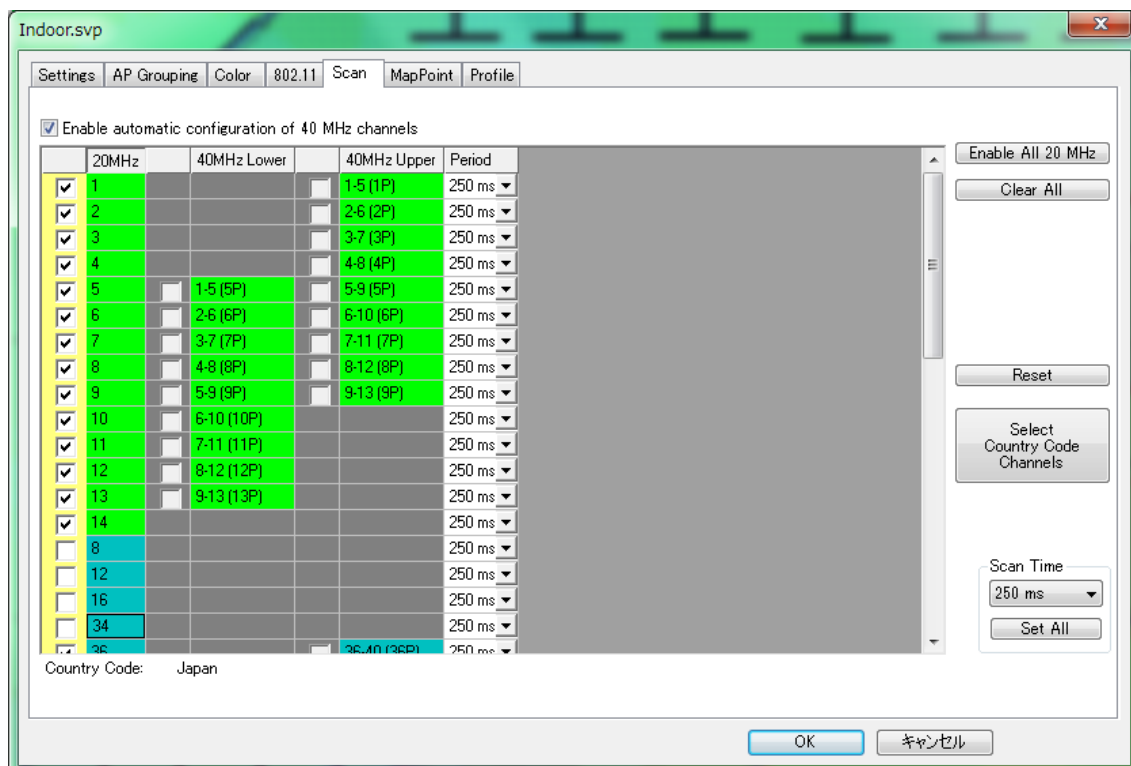 Indoor.svp
Settings AP Grouping Color 802.11 Scan MapPoint Profile
Enable automatic configuration of 40 MHz channels
20MHz 40MHz Lower 40MHz Upper Period
1 1-5 (1P) 250 ms
2 2-6 (2P) 250 ms
3 3-7 (3P) 250 ms
4 4-8 (4P) 250 ms
5 1-5 (5P) 5-9 (5P) 250 ms
6 2-6 (6P) 6-10 (6P) 250 ms
7 3-7 (7P) 7-11 (7P) 250 ms
8 4-8 (8P) 8-12 (8P) 250 ms
9 5-9 (9P) 9-13 (9P) 250 ms
10 6-10 (10P) 250 ms
11 7-11 (11P) 250 ms
12 8-12 (12P) 250 ms
13 9-13 (13P) 250 ms
14 250 ms
8 250 ms
12 250 ms
16 250 ms
34 250 ms
36 36-40 (36P) 250 ms
Country Code: Japan
Enable All 20 MHz
Clear All
Reset
Select
Country Code
Channels
Scan Time
250 ms
Set All
OK キャンセル